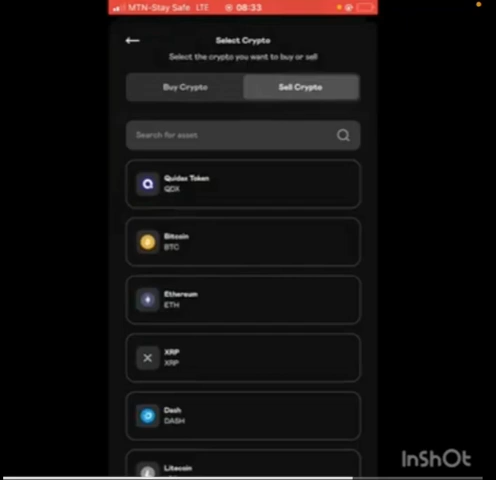 MTN-Stay Safe LTE 08:33
Select Crypto
Select the crypto you want to buy or sell
Buy Crypto
Sell Crypto
Search for asset
Quidax Token
QDX
Bitcoin
BTC
Ethereum
ETH
XRP
XRP
Dash
DASH
Litecoin
InShOt